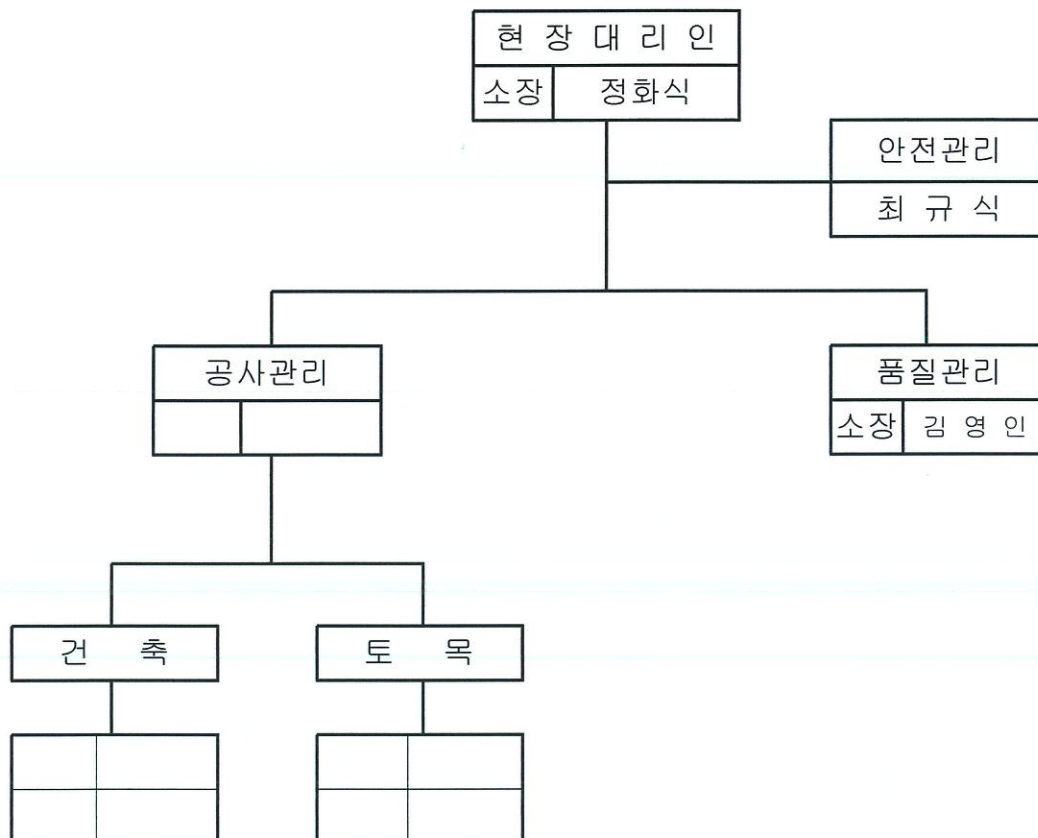 현 장 대 리 인
소장 정화식
안전관리
최 규 식
공사관리
품질관리
소장 김 영 인
건 축
토 목